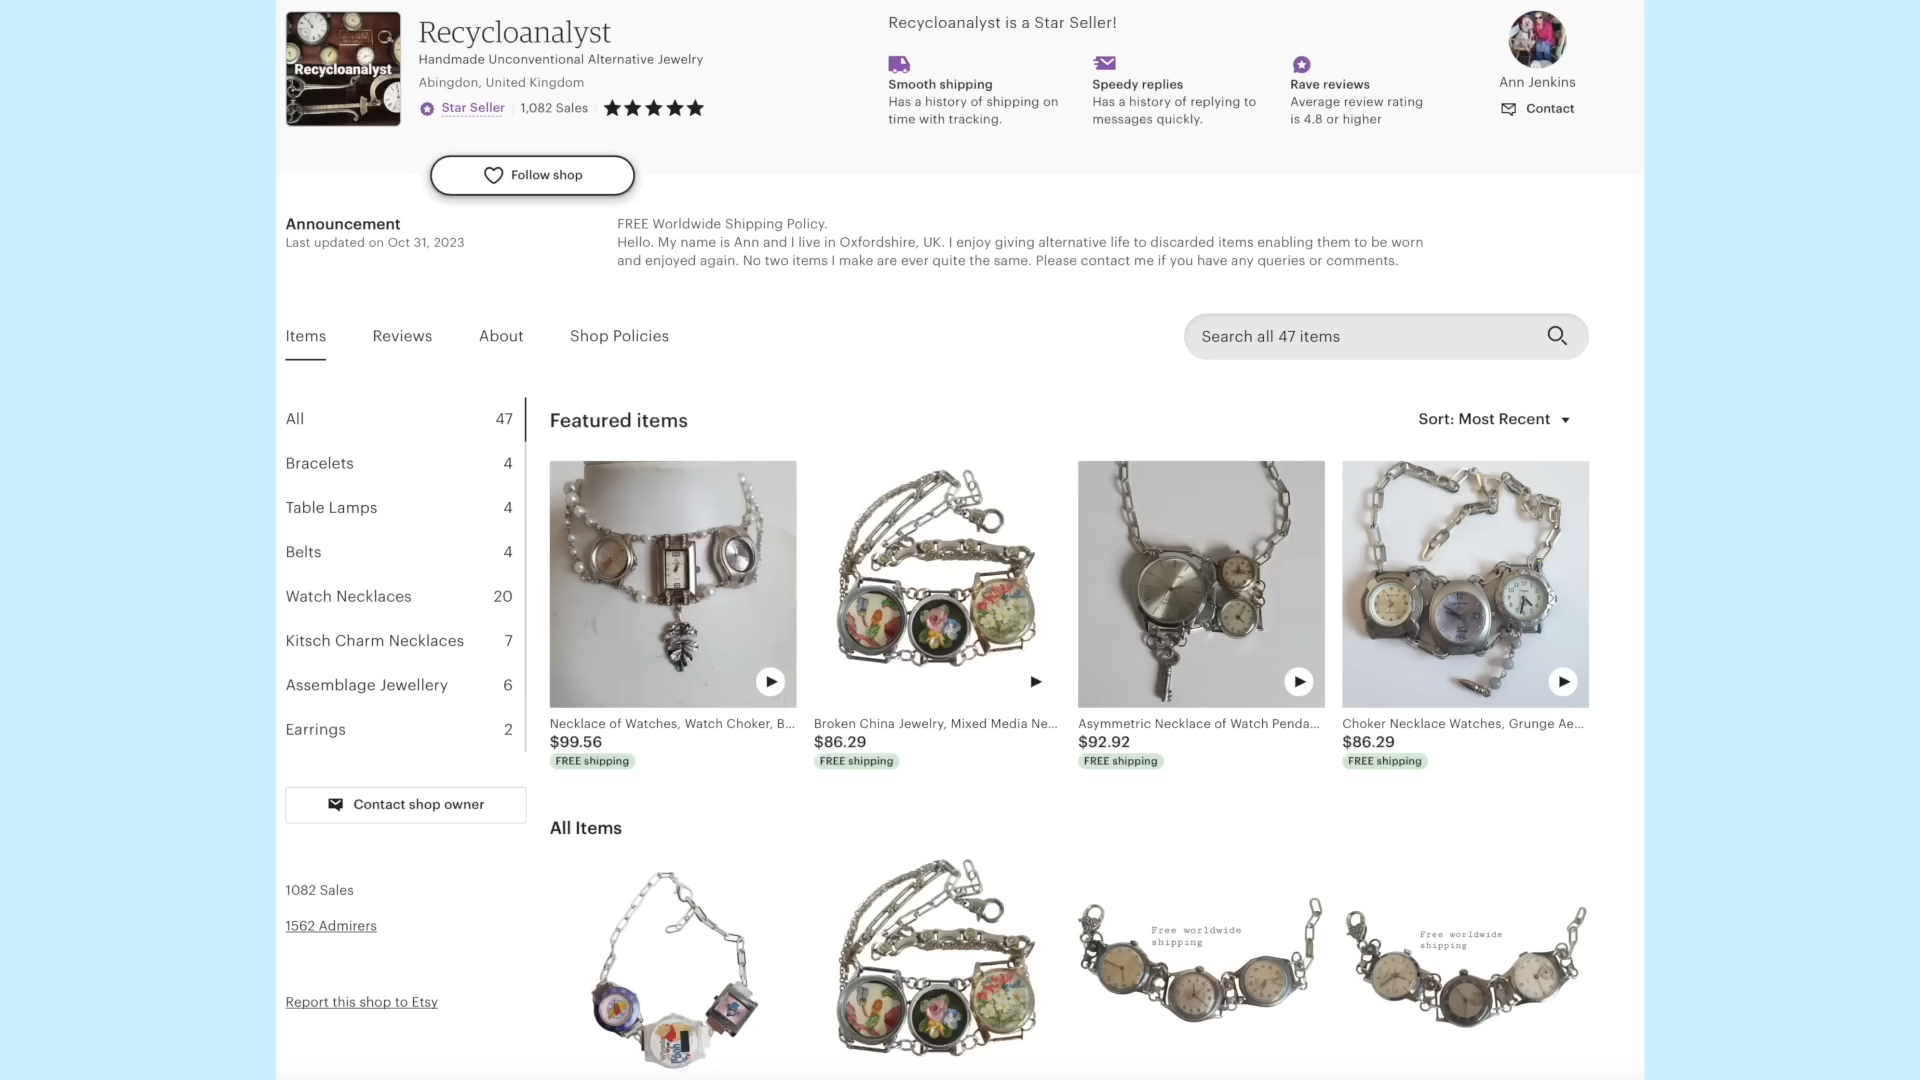 Recycloanalyst
Recycloanalyst
Handmade Unconventional Alternative Jewelry
Abingdon, United Kingdom
Star Seller
1,082 Sales
Recycloanalyst is a Star Seller!
Smooth shipping
Has a history of shipping on
time with tracking.
Speedy replies
Has a history of replying to
messages quickly.
Rave reviews
Average review rating
is 4.8 or higher
Ann Jenkins
Contact
Follow shop
Announcement
Last updated on Oct 31, 2023
FREE Worldwide Shipping Policy.
Hello. My name is Ann and I live in Oxfordshire, UK. I enjoy giving alternative life to discarded items enabling them to be worn
and enjoyed again. No two items I make are ever quite the same. Please contact me if you have any queries or comments.
Items
Reviews
About
Shop Policies
Search all 47 items
All 47
Bracelets 4
Table Lamps 4
Belts 4
Watch Necklaces 20
Kitsch Charm Necklaces 7
Assemblage Jewellery 6
Earrings 2
Contact shop owner
1082 Sales
1562 Admirers
Report this shop to Etsy
Featured items
Sort: Most Recent
Necklace of Watches, Watch Choker, B...
$99.56
FREE shipping
Broken China Jewelry, Mixed Media Ne...
$86.29
FREE shipping
Asymmetric Necklace of Watch Penda...
$92.92
FREE shipping
Choker Necklace Watches, Grunge Ae...
$86.29
FREE shipping
All Items
Pooh
Free worldwide
shipping
Free worldwide
shipping